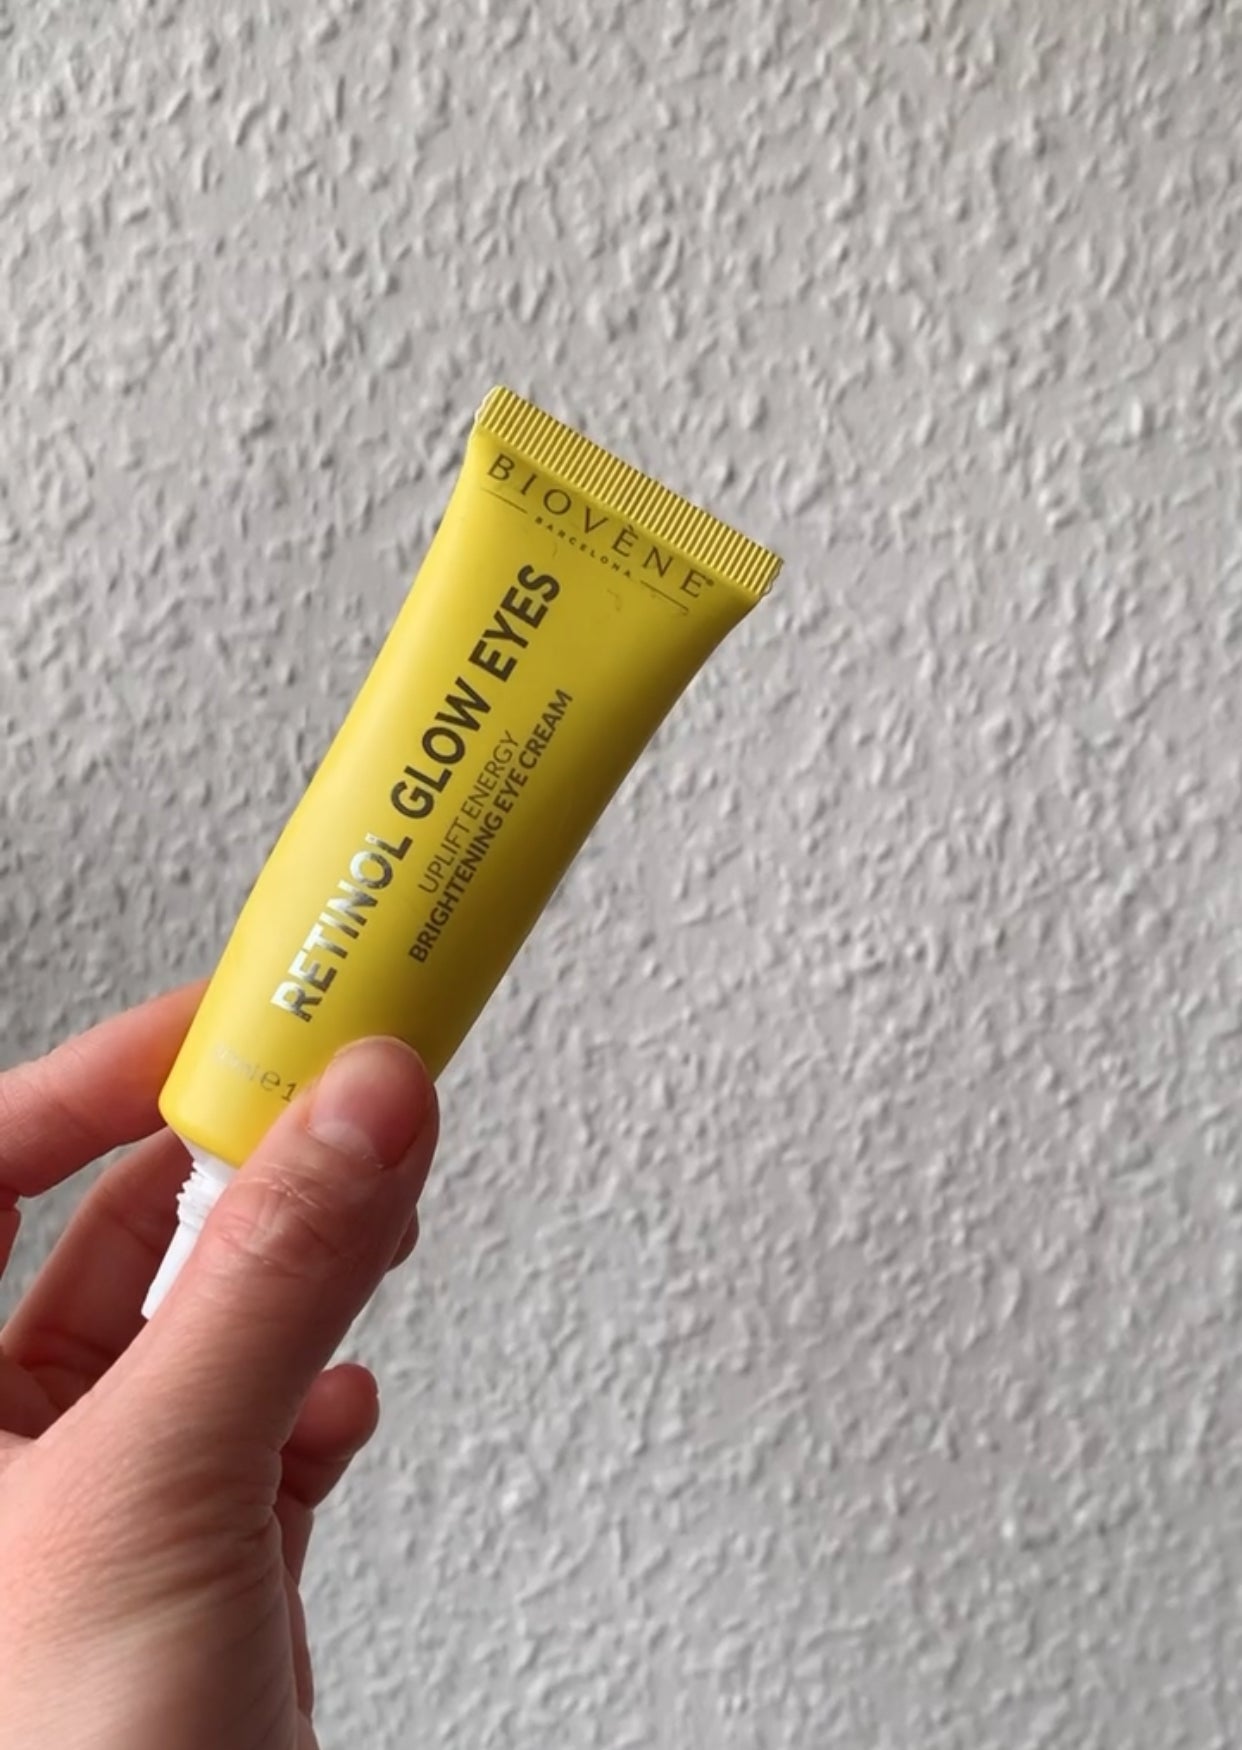 BIOVÈNE®
BARCELONA
RETINOL GLOW EYES
UPLIFT ENERGY
BRIGHTENING EYE CREAM